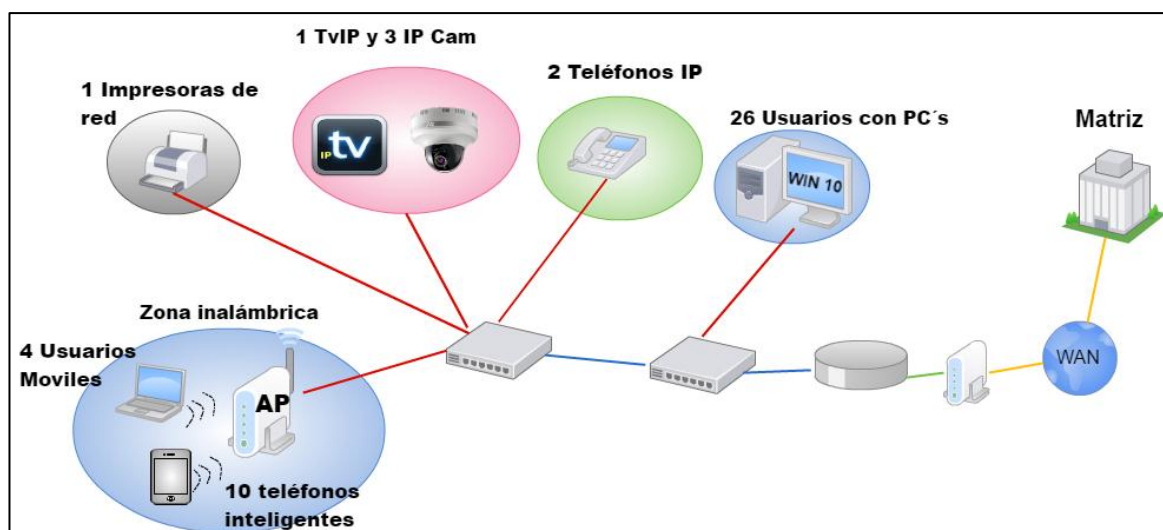 1 TvIP y 3 IP Cam
1 Impresoras de
red
2 Teléfonos IP
26 Usuarios con PC´s
Matriz
IP
tv
WIN 10
Zona inalámbrica
4 Usuarios
Moviles
AP
WAN
10 teléfonos
inteligentes